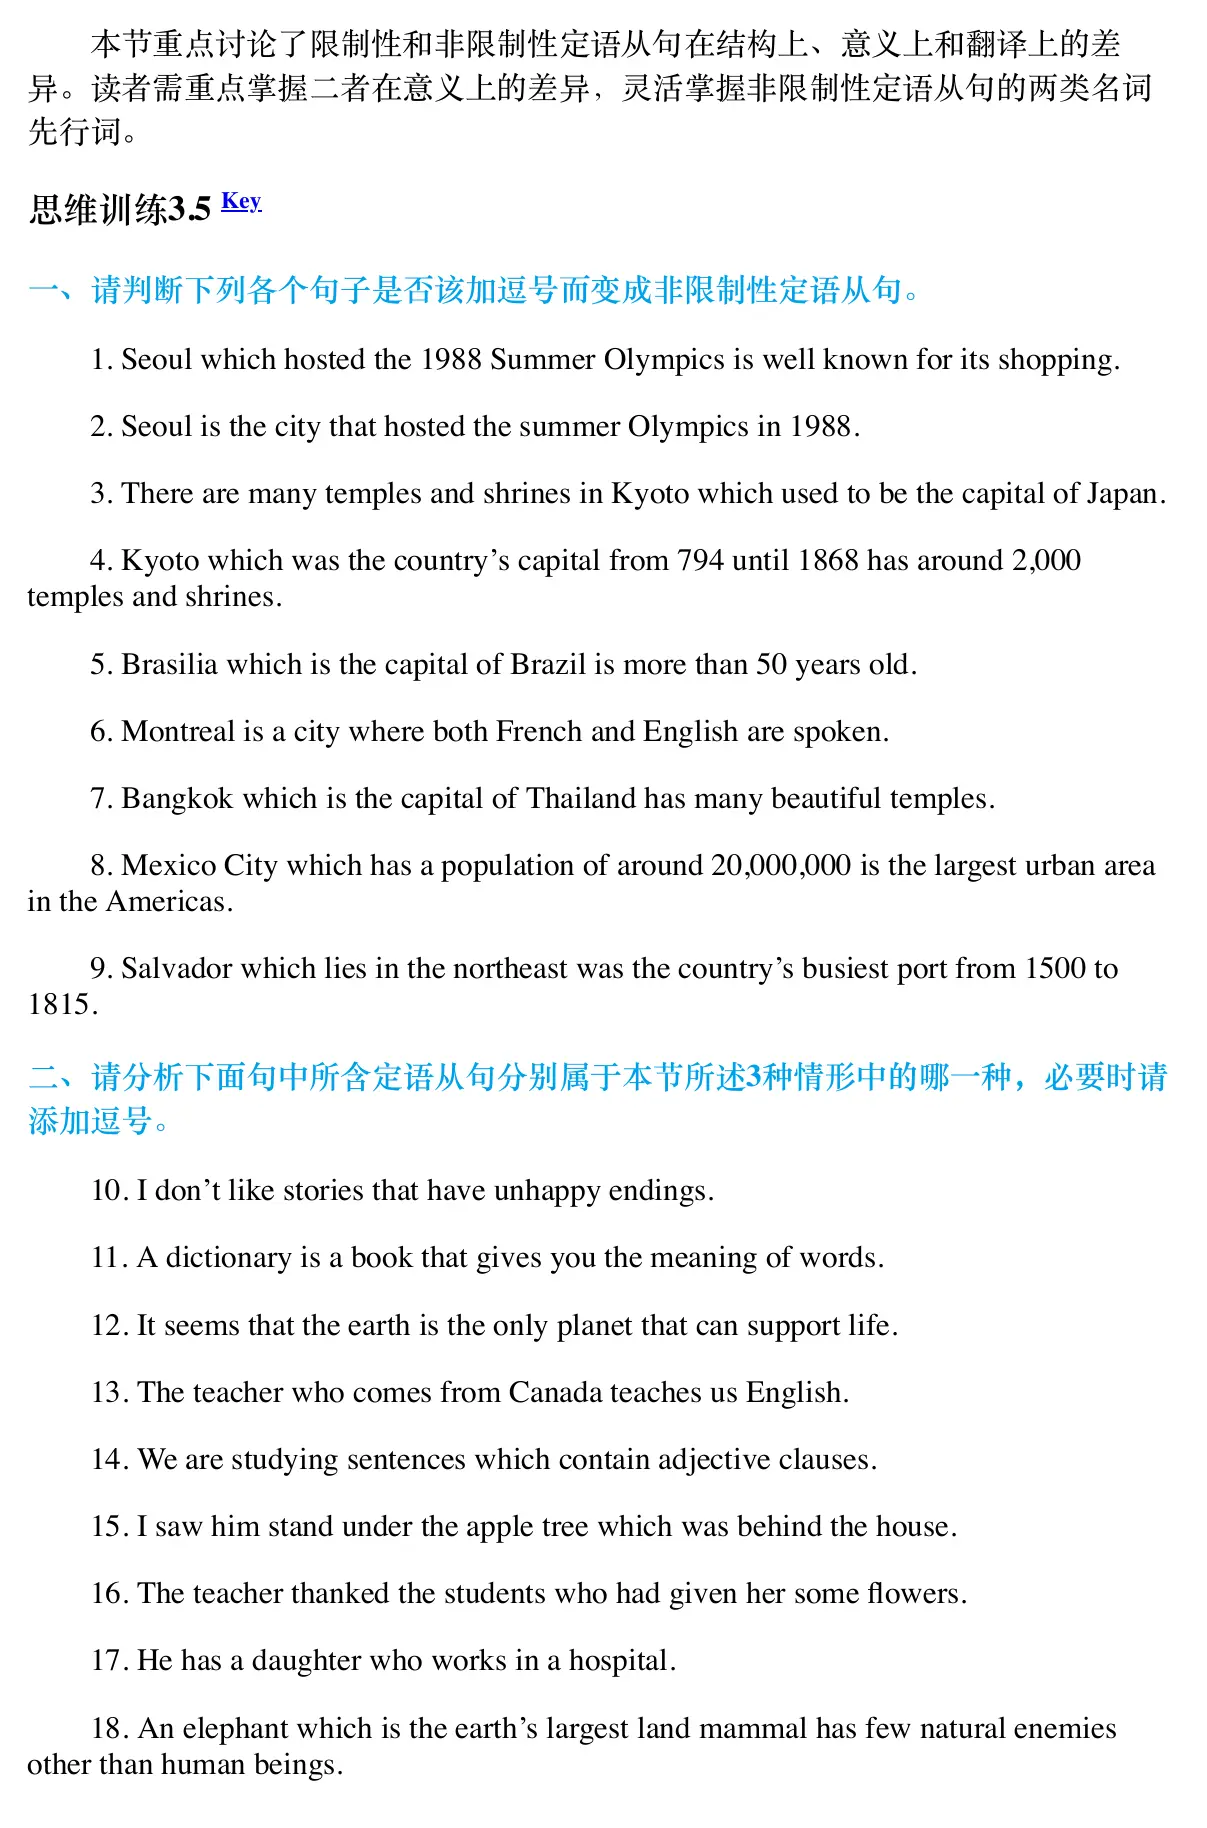 本节重点讨论了限制性和非限制性定语从句在结构上、意义上和翻译上的差
异。读者需重点掌握二者在意义上的差异，灵活掌握非限制性定语从句的两类名词
先行词。
思维训练3.5 Key
一、请判断下列各个句子是否该加逗号而变成非限制性定语从句。
1. Seoul which hosted the 1988 Summer Olympics is well known for its shopping.
2. Seoul is the city that hosted the summer Olympics in 1988.
3. There are many temples and shrines in Kyoto which used to be the capital of Japan.
4. Kyoto which was the country’s capital from 794 until 1868 has around 2,000
temples and shrines.
5. Brasilia which is the capital of Brazil is more than 50 years old.
6. Montreal is a city where both French and English are spoken.
7. Bangkok which is the capital of Thailand has many beautiful temples.
8. Mexico City which has a population of around 20,000,000 is the largest urban area
in the Americas.
9. Salvador which lies in the northeast was the country’s busiest port from 1500 to
1815.
二、请分析下面句中所含定语从句分别属于本节所述3种情形中的哪一种，必要时请
添加逗号。
10. I don’t like stories that have unhappy endings.
11. A dictionary is a book that gives you the meaning of words.
12. It seems that the earth is the only planet that can support life.
13. The teacher who comes from Canada teaches us English.
14. We are studying sentences which contain adjective clauses.
15. I saw him stand under the apple tree which was behind the house.
16. The teacher thanked the students who had given her some flowers.
17. He has a daughter who works in a hospital.
18. An elephant which is the earth’s largest land mammal has few natural enemies
other than human beings.